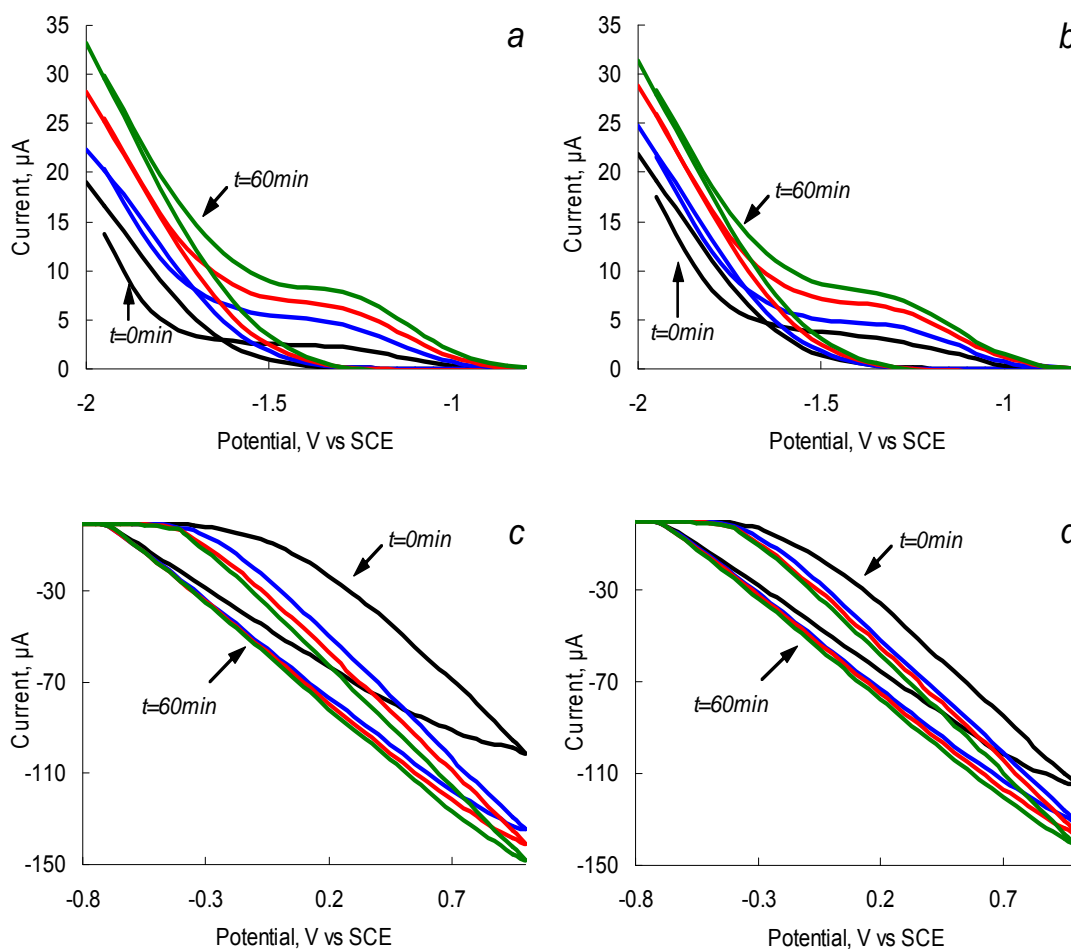 a
35
30
25
20
15
10
5
0
Current, µA
t=60min
t=0min
-2
-1.5
-1
Potential, V vs SCE
b
35
30
25
20
15
10
5
0
Current, µA
t=60min
t=0min
-2
-1.5
-1
Potential, V vs SCE
c
-30
-70
-110
-150
Current, µA
t=0min
t=60min
-0.8
-0.3
0.2
0.7
Potential, V vs SCE
d
-30
-70
-110
-150
Current, µA
t=0min
t=60min
-0.8
-0.3
0.2
0.7
Potential, V vs SCE